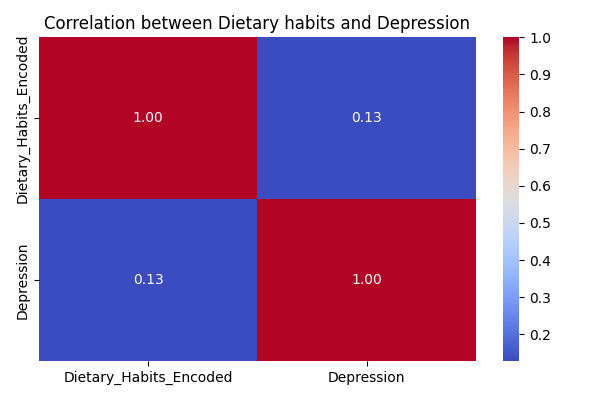 Correlation between Dietary habits and Depression
Dietary_Habits_Encoded
1.00
0.13
Depression
0.13
1.00
Dietary_Habits_Encoded
Depression
1.0
0.9
0.8
0.7
0.6
0.5
0.4
0.3
0.2